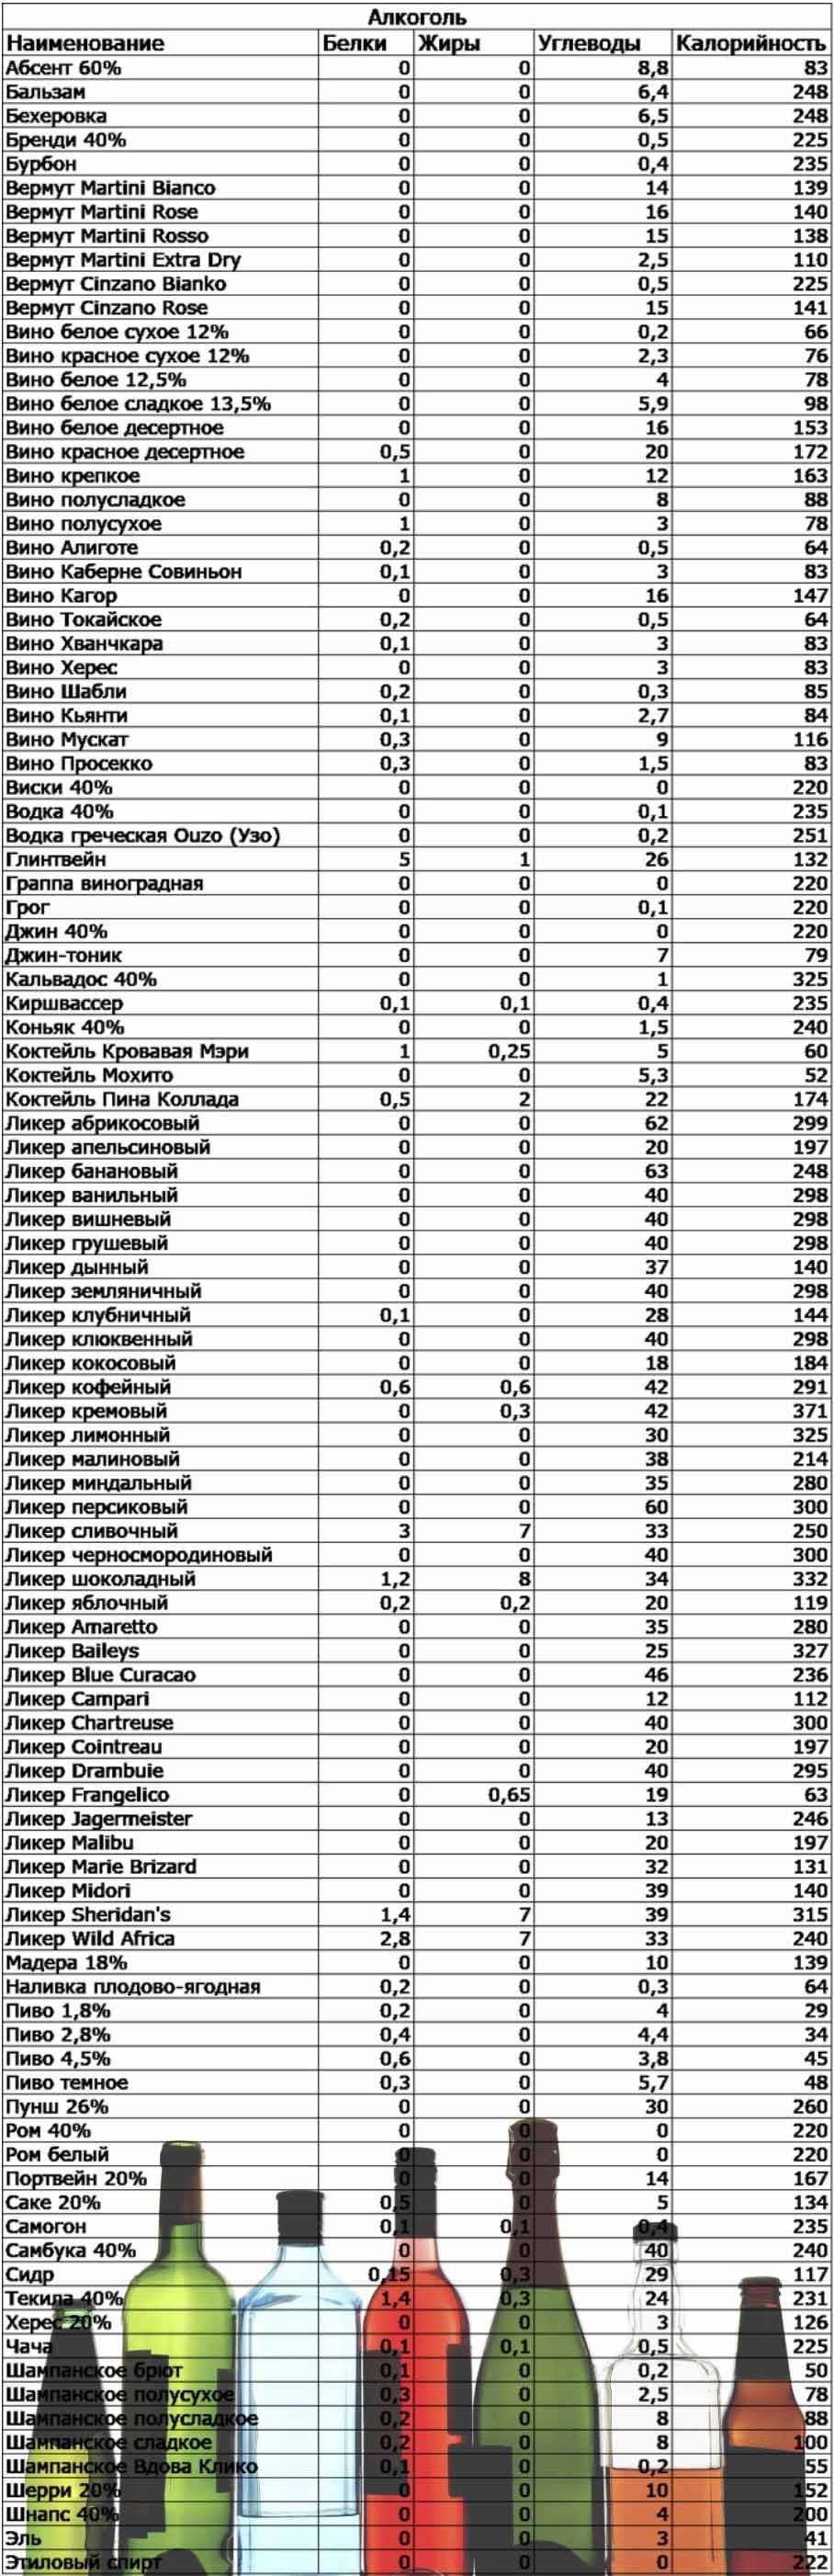 Алкоголь
Наименование Белки Жиры Углеводы Калорийность
Абсент 60% 0 0 8,8 83
Бальзам 0 0 6,4 248
Бехеровка 0 0 6,5 248
Бренди 40% 0 0 0,5 225
Бурбон 0 0 0,4 235
Вермут Martini Bianco 0 0 14 139
Вермут Martini Rose 0 0 16 140
Вермут Martini Rosso 0 0 15 138
Вермут Martini Extra Dry 0 0 2,5 110
Вермут Cinzano Bianko 0 0 0,5 225
Вермут Cinzano Rose 0 0 15 141
Вино белое сухое 12% 0 0 0,2 66
Вино красное сухое 12% 0 0 2,3 76
Вино белое 12,5% 0 0 4 78
Вино белое сладкое 13,5% 0 0 5,9 98
Вино белое десертное 0 0 16 153
Вино красное десертное 0,5 0 20 172
Вино крепкое 1 0 12 163
Вино полусладкое 0 0 8 88
Вино полусухое 1 0 3 78
Вино Алиготе 0,2 0 0,5 64
Вино Каберне Совиньон 0,1 0 3 83
Вино Кагор 0 0 16 147
Вино Токайское 0,2 0 0,5 64
Вино Хванчкара 0,1 0 3 83
Вино Херес 0 0 3 83
Вино Шабли 0,2 0 0,3 85
Вино Кьянти 0,1 0 2,7 84
Вино Мускат 0,3 0 9 116
Вино Просекко 0,3 0 1,5 83
Виски 40% 0 0 0 220
Водка 40% 0 0 0,1 235
Водка греческая Ouzo (Узо) 0 0 0,2 251
Глинтвейн 5 1 26 132
Граппа виноградная 0 0 0 220
Грог 0 0 0,1 220
Джин 40% 0 0 0 220
Джин-тоник 0 0 7 79
Кальвадос 40% 0 0 1 325
Киршвассер 0,1 0,1 0,4 235
Коньяк 40% 0 0 1,5 240
Коктейль Кровавая Мэри 1 0,25 5 60
Коктейль Мохито 0 0 5,3 52
Коктейль Пина Коллада 0,5 2 22 174
Ликер абрикосовый 0 0 62 299
Ликер апельсиновый 0 0 20 197
Ликер банановый 0 0 63 248
Ликер ванильный 0 0 40 298
Ликер вишневый 0 0 40 298
Ликер грушевый 0 0 40 298
Ликер дынный 0 0 37 140
Ликер земляничный 0 0 40 298
Ликер клубничный 0,1 0 28 144
Ликер клюквенный 0 0 40 298
Ликер кокосовый 0 0 18 184
Ликер кофейный 0,6 0,6 42 291
Ликер кремовый 0 0,3 42 371
Ликер лимонный 0 0 30 325
Ликер малиновый 0 0 38 214
Ликер миндальный 0 0 35 280
Ликер персиковый 0 0 60 300
Ликер сливочный 3 7 33 250
Ликер черносмородиновый 0 0 40 300
Ликер шоколадный 1,2 8 34 332
Ликер яблочный 0,2 0,2 20 119
Ликер Amaretto 0 0 35 280
Ликер Baileys 0 0 25 327
Ликер Blue Curacao 0 0 46 236
Ликер Campari 0 0 12 112
Ликер Chartreuse 0 0 40 300
Ликер Cointreau 0 0 20 197
Ликер Drambuie 0 0 40 295
Ликер Frangelico 0 0,65 19 63
Ликер Jagermeister 0 0 13 246
Ликер Malibu 0 0 20 197
Ликер Marie Brizard 0 0 32 131
Ликер Midori 0 0 39 140
Ликер Sheridan's 1,4 7 39 315
Ликер Wild Africa 2,8 7 33 240
Мадера 18% 0 0 10 139
Наливка плодово-ягодная 0,2 0 0,3 64
Пиво 1,8% 0,2 0 4 29
Пиво 2,8% 0,4 0 4,4 34
Пиво 4,5% 0,6 0 3,8 45
Пиво темное 0,3 0 5,7 48
Пунш 26% 0 0 30 260
Ром 40% 0 0 0 220
Ром белый 0 0 0 220
Портвейн 20% 0 0 14 167
Саке 20% 0,5 0 5 134
Самогон 0,1 0,1 0,4 235
Самбука 40% 0 0 40 240
Сидр 0,15 0,3 29 117
Текила 40% 1,4 0,3 24 231
Херес 20% 0 0 3 126
Чача 0,1 0,1 0,5 225
Шампанское брют 0,1 0 0,2 50
Шампанское полусухое 0,3 0 2,5 78
Шампанское полусладкое 0,2 0 8 88
Шампанское сладкое 0,2 0 8 100
Шампанское Вдова Клико 0,1 0 0,2 55
Шерри 20% 0 0 10 152
Шнапс 40% 0 0 4 200
Эль 0 0 3 41
Этиловый спирт 0 0 0 222